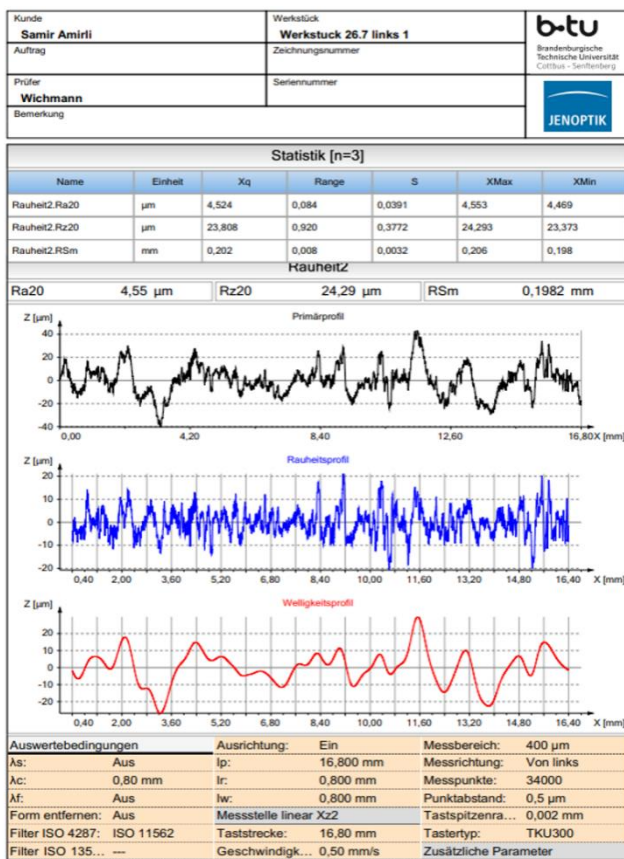 Kunde Werkstück
Samir Amirli Werkstuck 26.7 links 1
Auftrag Zeichnungsnummer
Prüfer Seriennummer
Wichmann
Bemerkung
b-tu
Brandenburgische
Technische Universität
Cottbus - Senftenberg
JENOPTIK
Statistik [n=3]
Name Einheit Xq Range S XMax XMin
Rauheit2.Ra20 µm 4,524 0,084 0,0391 4,553 4,469
Rauheit2.Rz20 µm 23,808 0,920 0,3772 24,293 23,373
Rauheit2.RSm mm 0,202 0,008 0,0032 0,206 0,198
Rauheit2
Ra20 4,55 µm Rz20 24,29 µm RSm 0,1982 mm
Z [µm] Primärprofil
40
20
0
-20
-40
0,00 4,20 8,40 12,60 16,80 X [mm]
Z [µm] Rauheitsprofil
20
10
0
-10
-20
0,40 2,00 3,60 5,20 6,80 8,40 10,00 11,60 13,20 14,80 16,40 X [mm]
Z [µm] Welligkeitsprofil
20
10
0
-10
-20
0,40 2,00 3,60 5,20 6,80 8,40 10,00 11,60 13,20 14,80 16,40 X [mm]
Auswertebedingungen Ausrichtung: Ein Messbereich: 400 µm
λs: Aus lp: 16,800 mm Messrichtung: Von links
λc: 0,80 mm lr: 0,800 mm Messpunkte: 34000
λf: Aus lw: 0,800 mm Punktabstand: 0,5 µm
Form entfernen: Aus Messstelle linear Xz2 Tastspitzenra... 0,002 mm
Filter ISO 4287: ISO 11562 Taststrecke: 16,80 mm Tastertyp: TKU300
Filter ISO 135... --- Geschwindigk... 0,50 mm/s Zusätzliche Parameter